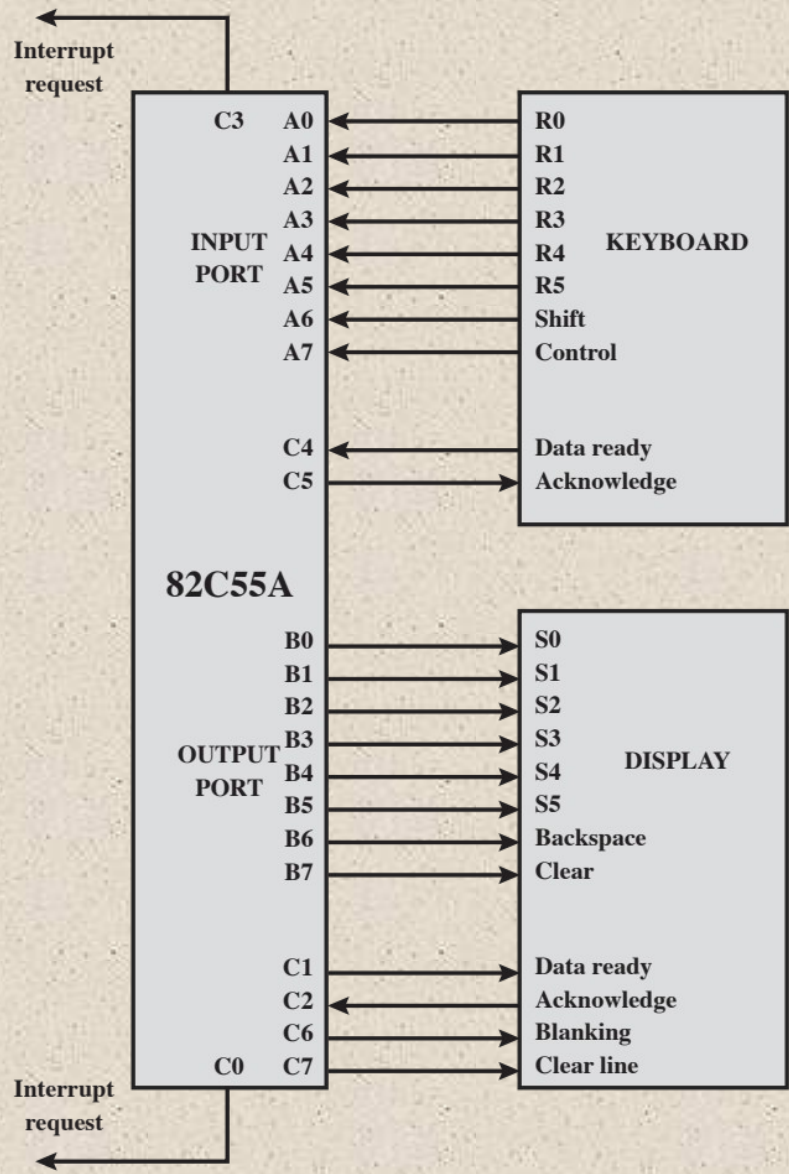 Interrupt
request
C3 A0 R0
A1 R1
A2 R2
A3 R3
INPUT
PORT
KEYBOARD
A4 R4
A5 R5
A6 Shift
A7 Control
C4 Data ready
C5 Acknowledge
82C55A
B0 S0
B1 S1
B2 S2
B3 S3
OUTPUT
PORT
DISPLAY
B4 S4
B5 S5
B6 Backspace
B7 Clear
C1 Data ready
C2 Acknowledge
C6 Blanking
C0 C7 Clear line
Interrupt
request